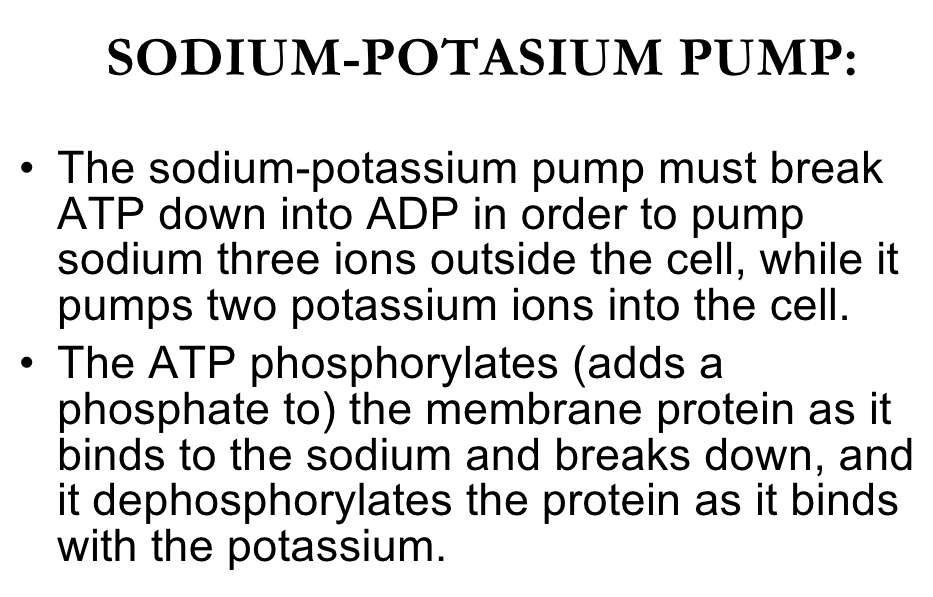 SODIUM-POTASIUM PUMP:
• The sodium-potassium pump must break
ATP down into ADP in order to pump
sodium three ions outside the cell, while it
pumps two potassium ions into the cell.
• The ATP phosphorylates (adds a
phosphate to) the membrane protein as it
binds to the sodium and breaks down, and
it dephosphorylates the protein as it binds
with the potassium.